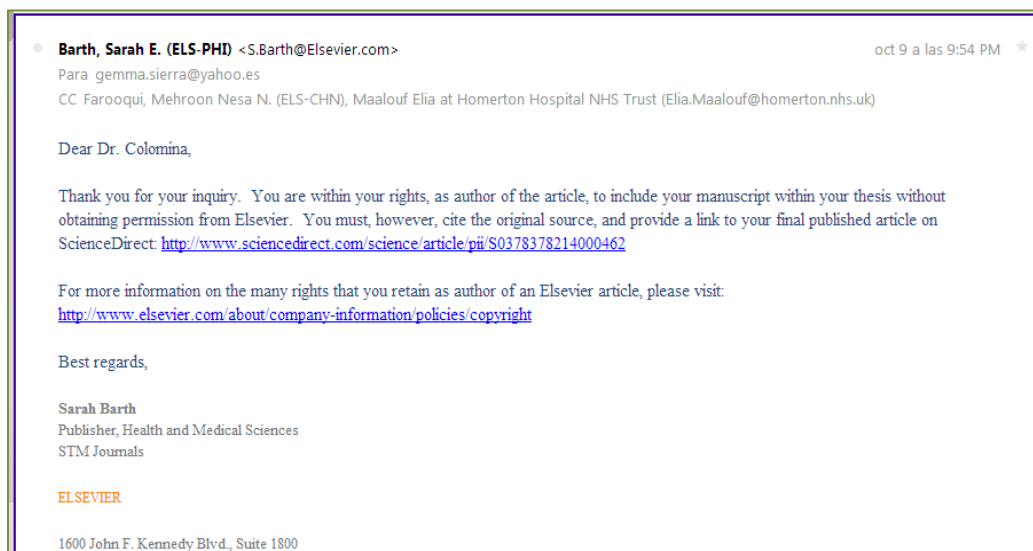 Barth, Sarah E. (ELS-PHI) <S.Barth@Elsevier.com> oct 9 a las 9:54 PM
Para gemma.sierra@yahoo.es
CC Farooqui, Mehroon Nesa N. (ELS-CHN), Maalouf Elia at Homerton Hospital NHS Trust (Elia.Maalouf@homerton.nhs.uk)
Dear Dr. Colomina,
Thank you for your inquiry. You are within your rights, as author of the article, to include your manuscript within your thesis without
obtaining permission from Elsevier. You must, however, cite the original source, and provide a link to your final published article on
ScienceDirect: http://www.sciencedirect.com/science/article/pii/S0378378214000462
For more information on the many rights that you retain as author of an Elsevier article, please visit:
http://www.elsevier.com/about/company-information/policies/copyright
Best regards,
Sarah Barth
Publisher, Health and Medical Sciences
STM Journals
ELSEVIER
1600 John F. Kennedy Blvd., Suite 1800